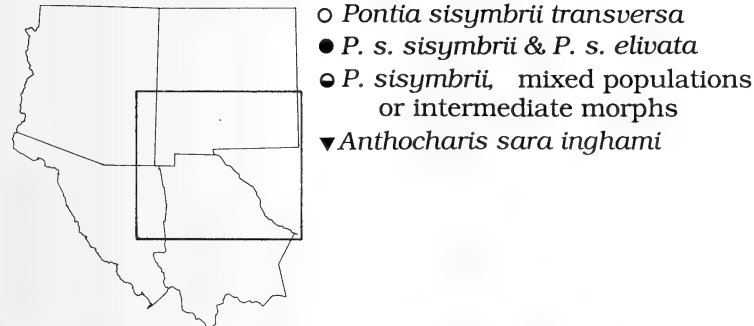 ○ Pontia sisymbrii transversa
● P. s. sisymbrii & P. s. elivata
◒ P. sisymbrii, mixed populations
or intermediate morphs
▼ Anthocharis sara inghami